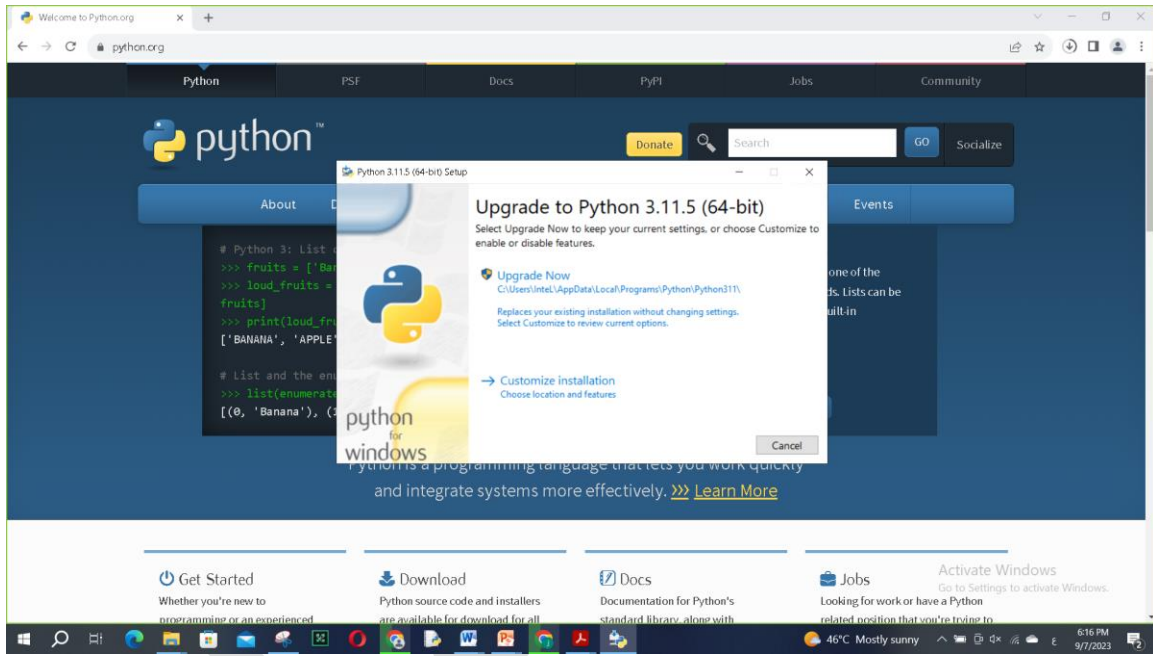 Welcome to Python.org
python.org
Python PSF Docs PyPI Jobs Community
python™
Donate Search GO Socialize
Python 3.11.5 (64-bit) Setup
About D Events
Upgrade to Python 3.11.5 (64-bit)
Select Upgrade Now to keep your current settings, or choose Customize to
enable or disable features.
Upgrade Now
C:\Users\Intel\AppData\Local\Programs\Python\Python311\
Replaces your existing installation without changing settings.
Select Customize to review current options.
Customize installation
Choose location and features
python
for
windows
Cancel
# Python 3: List
>>> fruits = ['Ba
>>> loud_fruits =
fruits]
>>> print(loud_fr
['BANANA', 'APPLE'
# List and the en
>>> list(enumerate
[(0, 'Banana'), (
one of the
ds. Lists can be
uilt-in
Python is a programming language that lets you work quickly
and integrate systems more effectively. >>> Learn More
Get Started
Whether you're new to
programming or an experienced
Download
Python source code and installers
are available for download for all
Docs
Documentation for Python's
standard library, along with
Jobs
Looking for work or have a Python
related position that you're trying to
Activate Windows
Go to Settings to activate Windows.
46°C Mostly sunny
ε
6:16 PM
9/7/2023
2